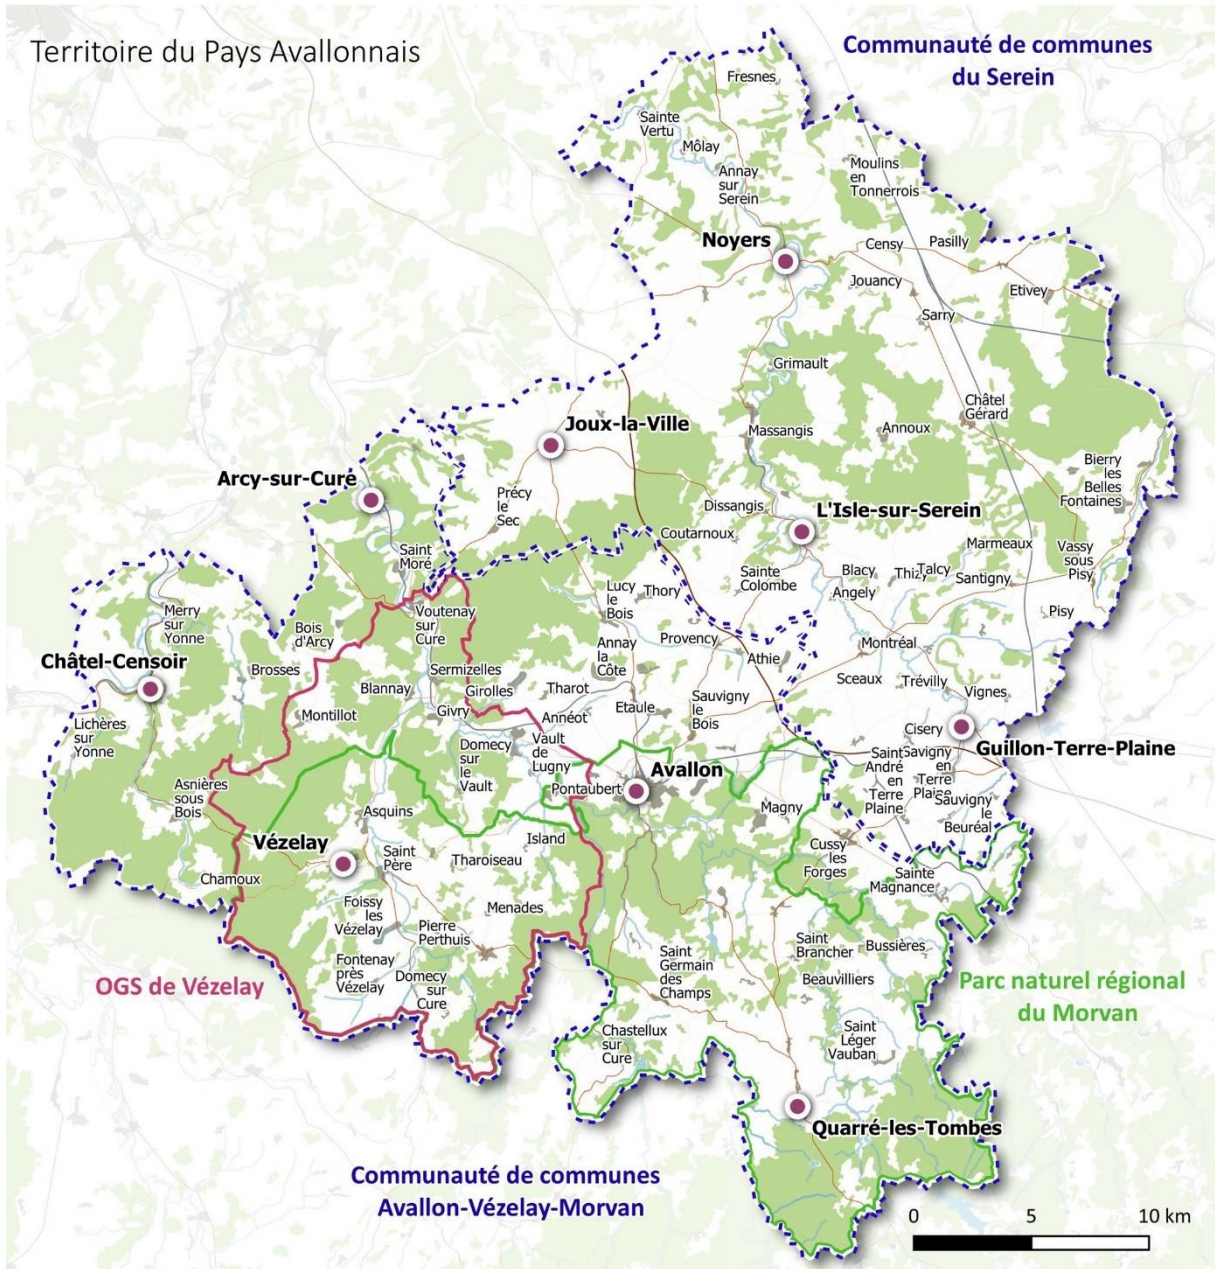 Territoire du Pays Avallonnais
Communauté de communes
du Serein
Fresnes
Sainte
Vertu
Môlay
Annay
sur
Serein
Moulins
en
Tonnerrois
Noyers
Censy
Pasilly
Jouancy
Etivey
Sarry
Grimault
Châtel
Gérard
Massangis
Annoux
Joux-la-Ville
Bierry
les
Belles
Fontaines
Arcy-sur-Cure
Précy
le
Sec
Dissangis
L'Isle-sur-Serein
Coutarnoux
Saint
Moré
Marmeaux
Vassy
sous
Pisy
Sainte
Colombe
Blacy
Thizy
Talcy
Santigny
Angely
Lucy
le
Bois
Thory
Pisy
Merry
sur
Yonne
Bois
d'Arcy
Voutenay
sur
Cure
Provency
Montréal
Annay
la
Côte
Athie
Châtel-Censoir
Brosses
Sermizelles
Sceaux
Trévilly
Blannay
Girolles
Tharot
Sauvigny
le
Bois
Vignes
Lichères
sur
Yonne
Montillot
Givry
Annéot
Etaule
Cisery
Guillon-Terre-Plaine
Domecy
sur
le
Vault
Vault
de
Lugny
Saint
André
en
Terre
Plaine
Savigny
en
Terre
Plaine
Asnières
sous
Bois
Avallon
Pontaubert
Sauvigny
le
Beuréal
Asquins
Magny
Vézelay
Island
Saint
Père
Tharoiseau
Cussy
les
Forges
Chamoux
Sainte
Magnance
Foissy
les
Vézelay
Menades
Pierre
Perthuis
Saint
Brancher
Bussières
OGS de Vézelay
Fontenay
près
Vézelay
Domecy
sur
Cure
Saint
Germain
des
Champs
Beauvilliers
Parc naturel régional
du Morvan
Chastellux
sur
Cure
Saint
Léger
Vauban
Quarré-les-Tombes
Communauté de communes
Avallon-Vézelay-Morvan
0 5 10 km